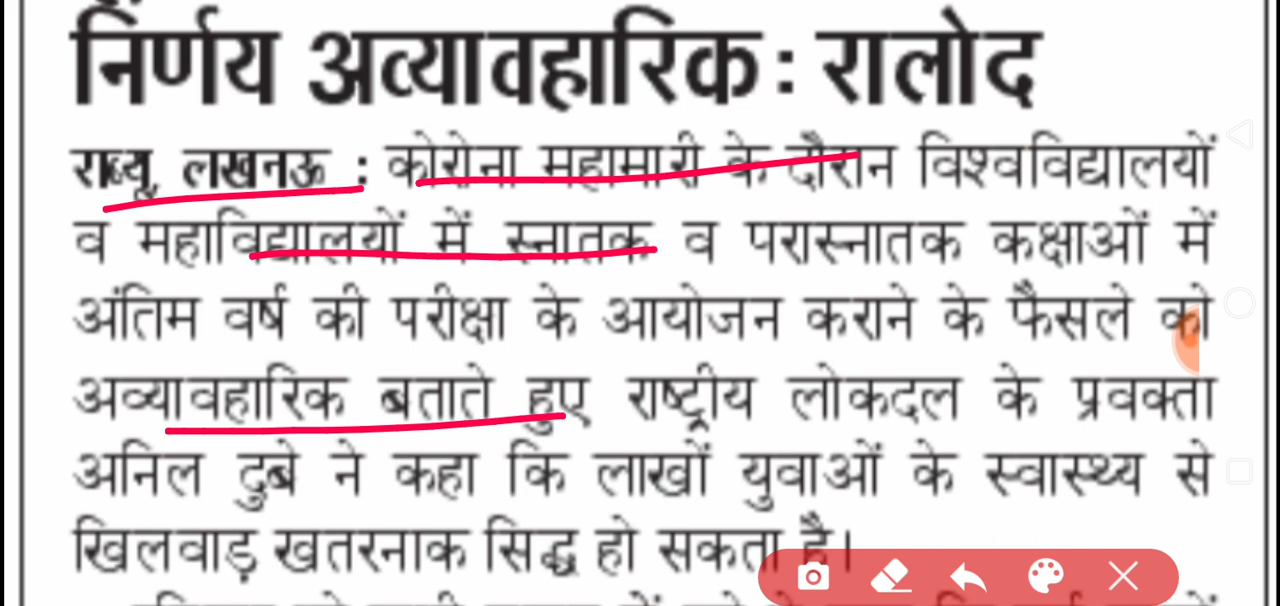 निर्णय अव्यावहारिक : रालोद
राब्यू, लखनऊ : कोरोना महामारी के दौरान विश्वविद्यालयों
व महाविद्यालयों में स्नातक व परास्नातक कक्षाओं में
अंतिम वर्ष की परीक्षा के आयोजन कराने के फैसले को
अव्यावहारिक बताते हुए राष्ट्रीय लोकदल के प्रवक्ता
अनिल दुबे ने कहा कि लाखों युवाओं के स्वास्थ्य से
खिलवाड़ खतरनाक सिद्ध हो सकता है।